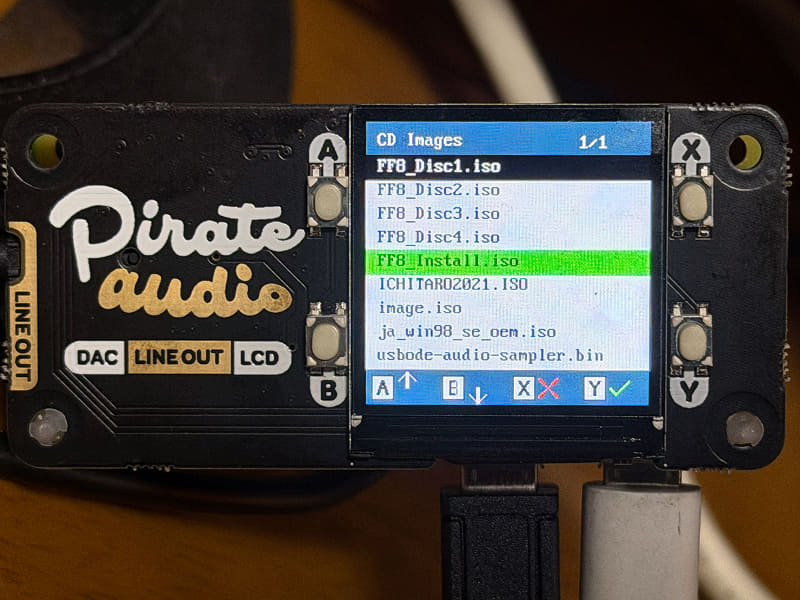 Pirate
audio
DAC LINE OUT LCD
LINE OUT
A
B
CD Images 1/1
FF8_Disc1.iso
FF8_Disc2.iso
FF8_Disc3.iso
FF8_Disc4.iso
FF8_Install.iso
ICHITARO2021.ISO
image.iso
ja_win98_se_oem.iso
usbode-audio-sampler.bin
A B X Y
X
Y